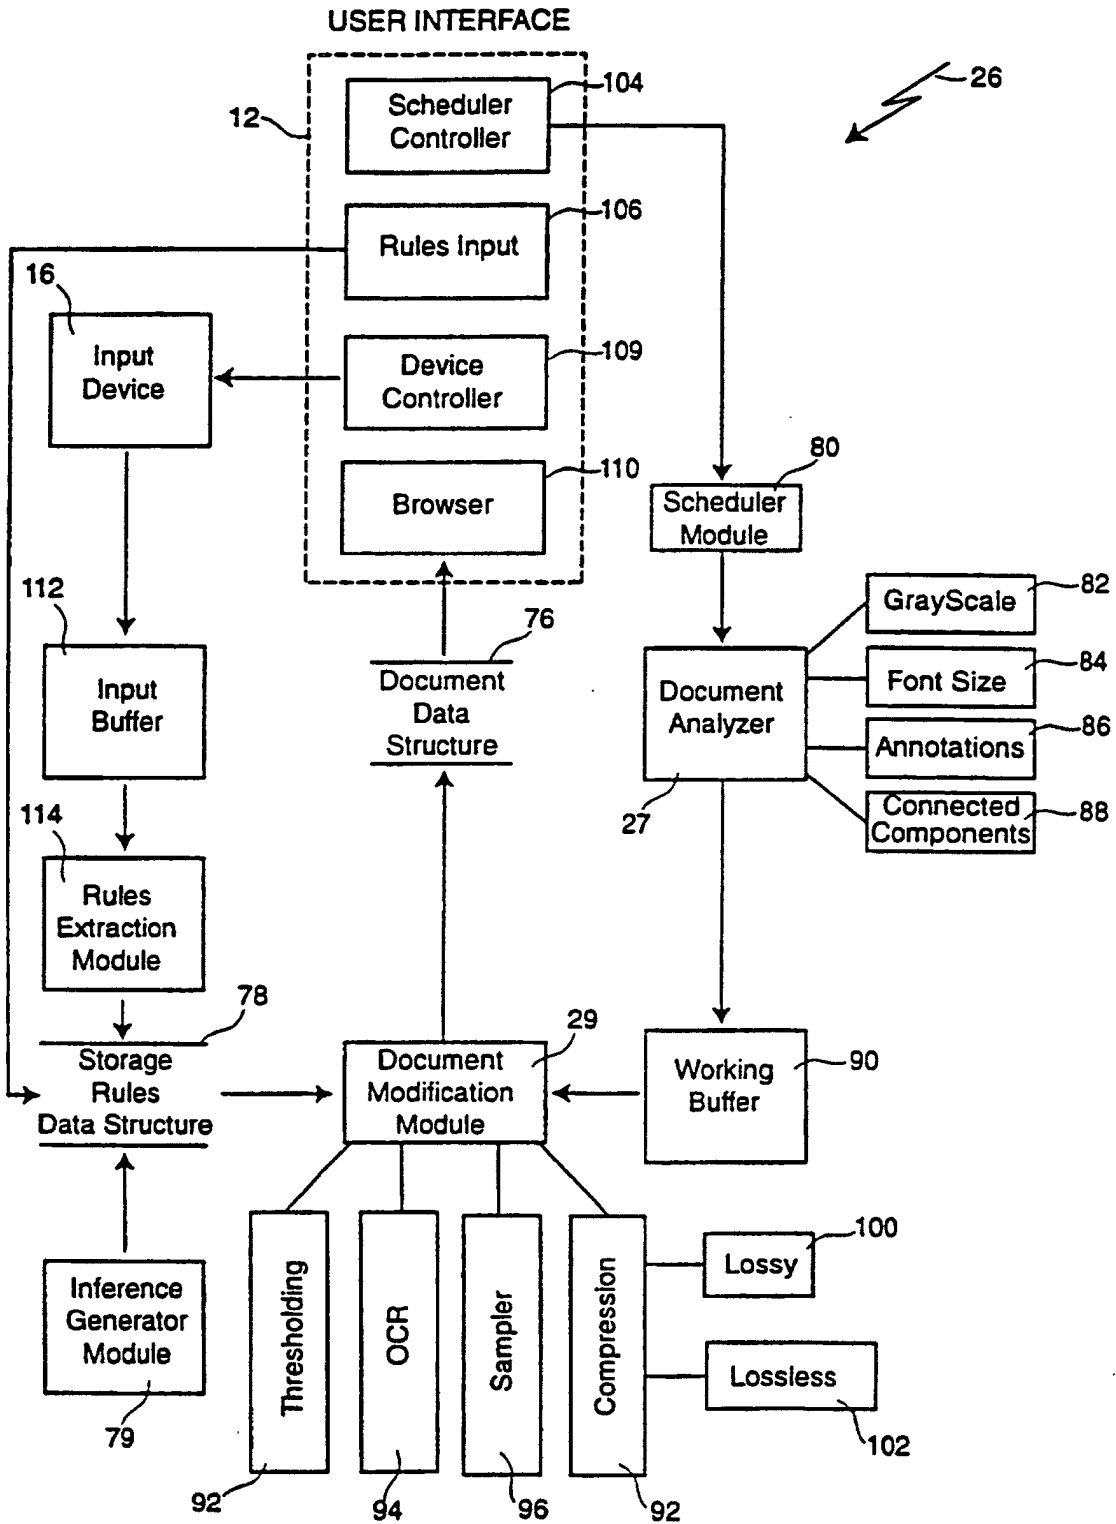 USER INTERFACE
104
26
Scheduler
Controller
12
106
Rules Input
16
Input
Device
109
Device
Controller
110
Browser
80
Scheduler
Module
112
Input
Buffer
76
Document
Data
Structure
Document
Analyzer
27
GrayScale
82
Font Size
84
Annotations
86
Connected
Components
88
114
Rules
Extraction
Module
78
Storage
Rules
Data Structure
29
Document
Modification
Module
Working
Buffer
90
Inference
Generator
Module
79
Thresholding
92
OCR
94
Sampler
96
Compression
92
Lossy
100
Lossless
102